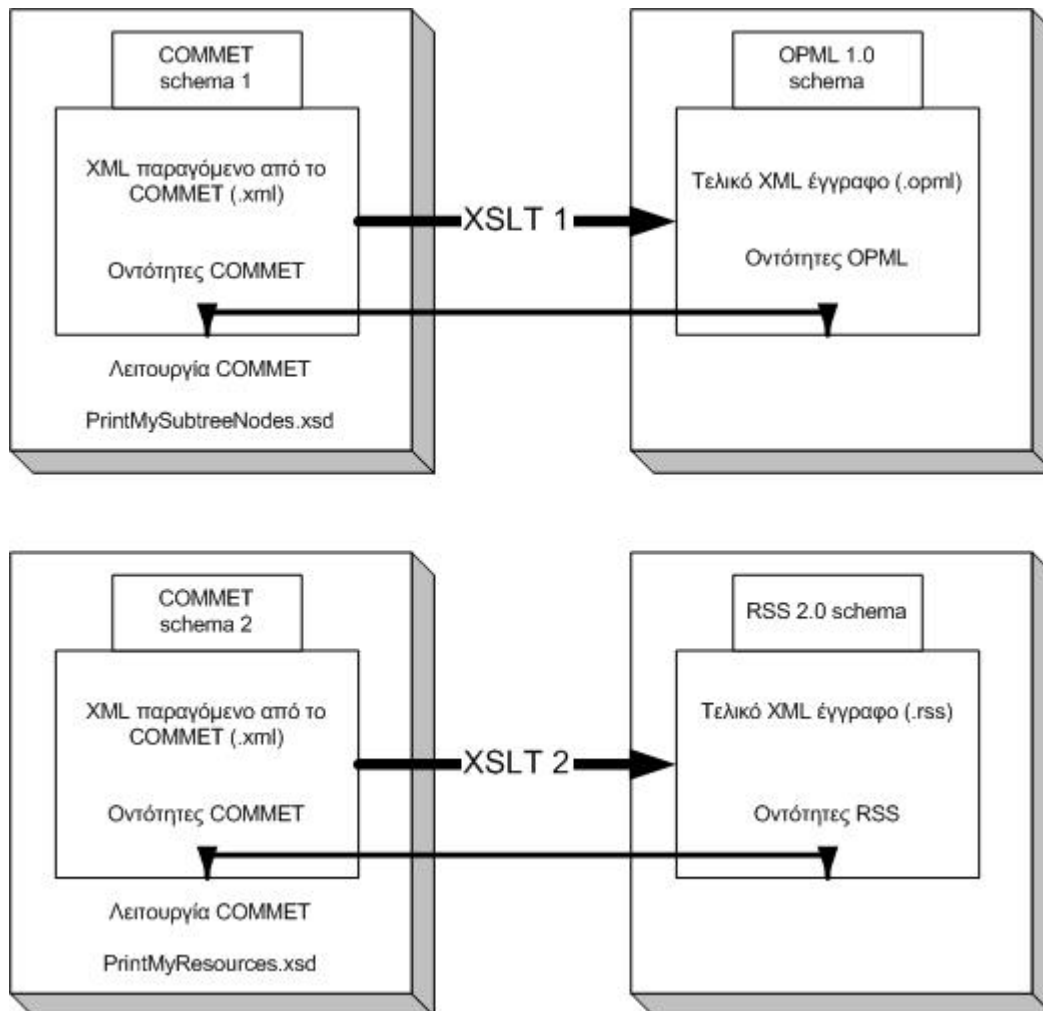 COMMET
schema 1
OPML 1.0
schema
XML παραγόμενο από το
COMMET (.xml)
Τελικό XML έγγραφο (.opml)
XSLT 1
Οντότητες COMMET
Οντότητες OPML
Λειτουργία COMMET
PrintMySubtreeNodes.xsd
COMMET
schema 2
RSS 2.0 schema
XML παραγόμενο από το
COMMET (.xml)
Τελικό XML έγγραφο (.rss)
XSLT 2
Οντότητες COMMET
Οντότητες RSS
Λειτουργία COMMET
PrintMyResources.xsd